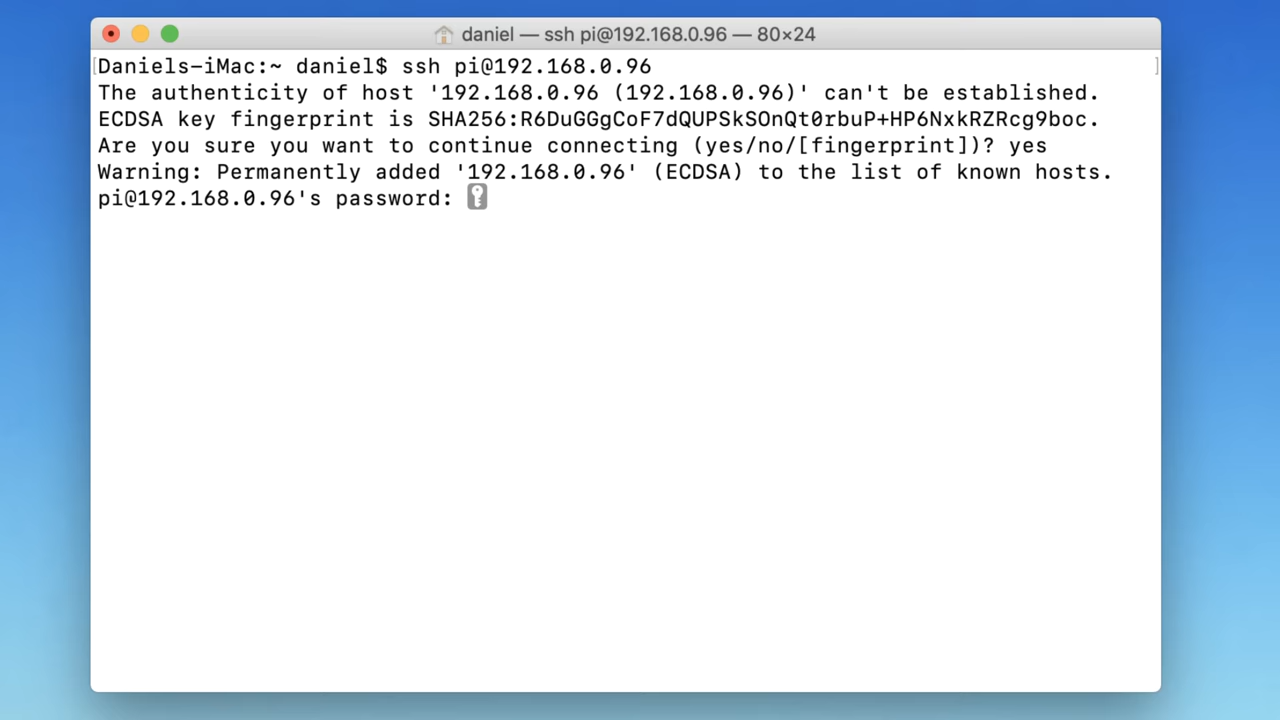 daniel — ssh pi@192.168.0.96 — 80×24
[Daniels-iMac:~ daniel$ ssh pi@192.168.0.96 ]
The authenticity of host '192.168.0.96 (192.168.0.96)' can't be established.
ECDSA key fingerprint is SHA256:R6DuGGgCoF7dQUPSkSOnQt0rbuP+HP6NxkRZRcg9boc.
Are you sure you want to continue connecting (yes/no/[fingerprint])? yes
Warning: Permanently added '192.168.0.96' (ECDSA) to the list of known hosts.
pi@192.168.0.96's password: